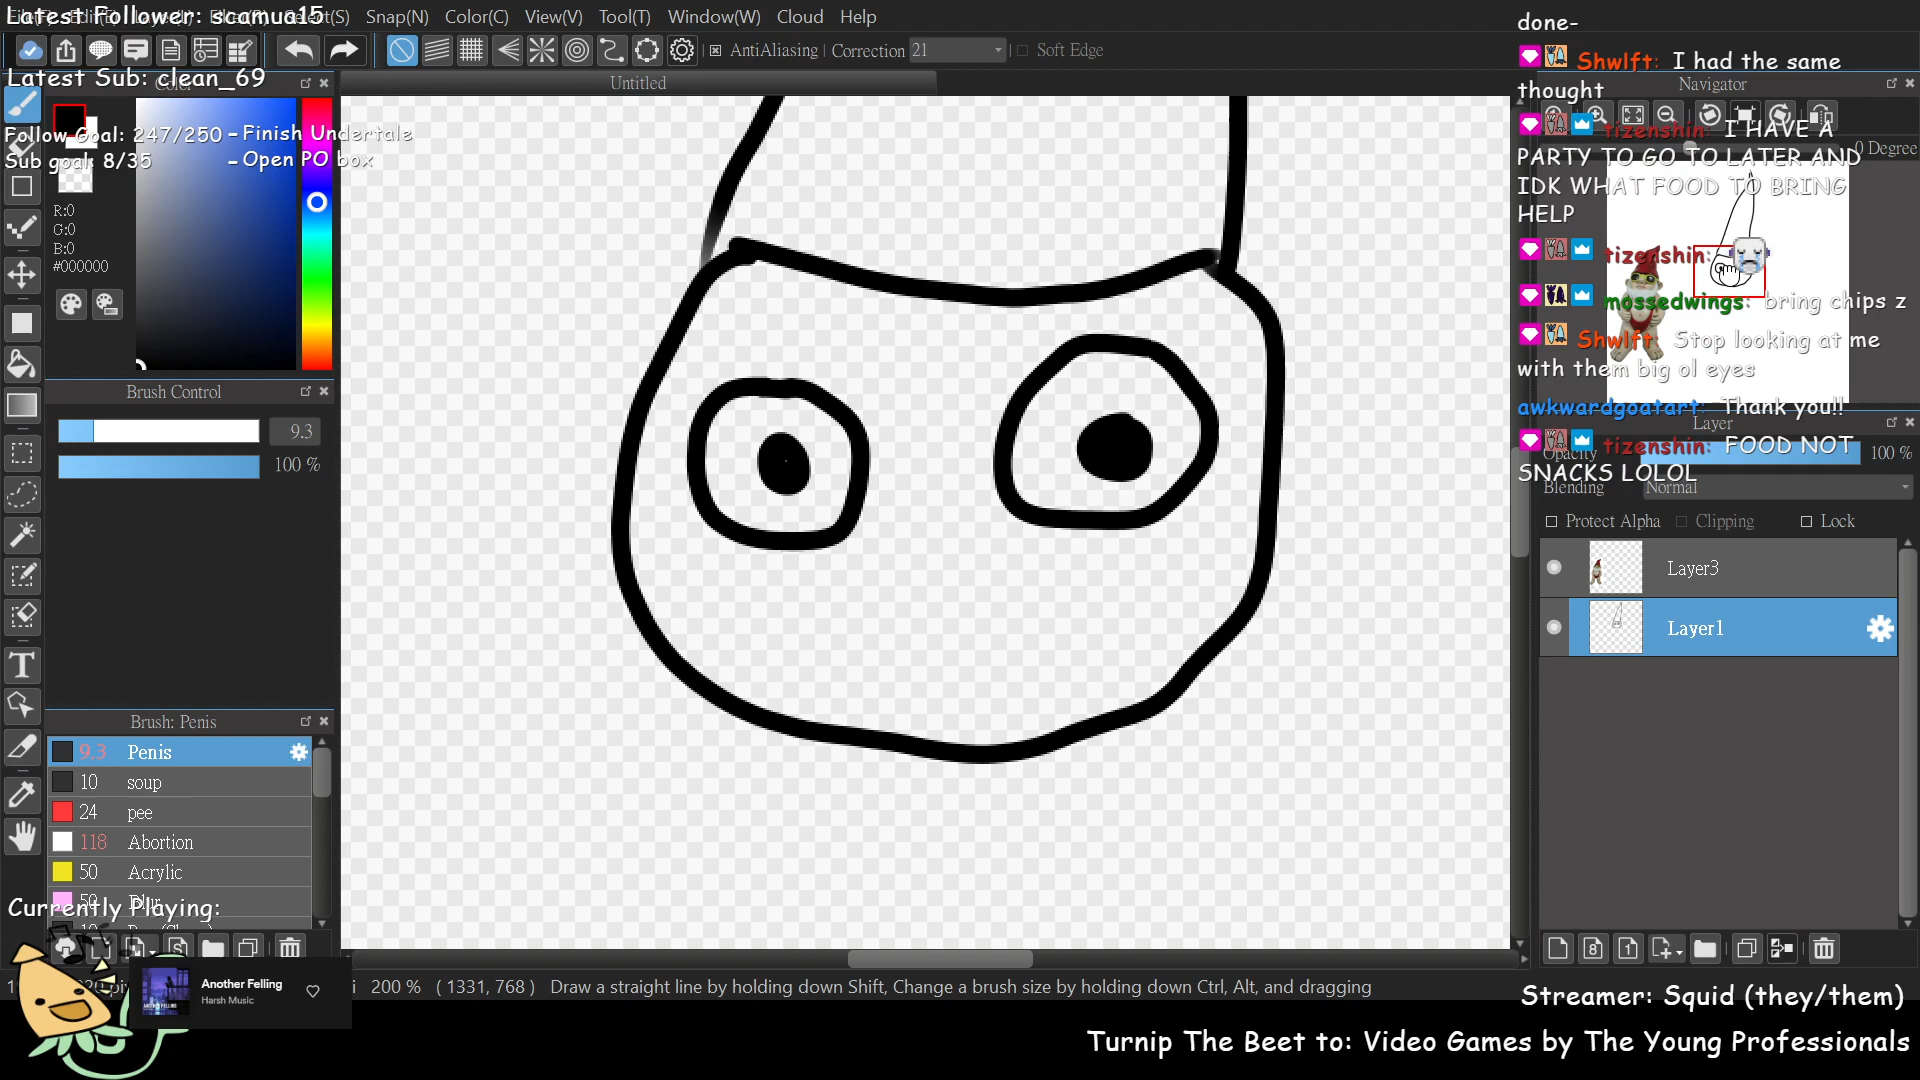 Latest Follower: scamus15
Snap(N) Color(C) View(V) Tool(T) Window(W) Cloud Help
AntiAliasing Correction 21 Soft Edge
Latest Sub: clean_69
Untitled
Follow Goal: 247/250 - Finish Undertale
Sub goal: 8/35 - Open PO box
R:0
G:0
B:0
#000000
Brush Control
9.3
100 %
Brush: Penis
9.3 Penis
10 soup
24 pee
118 Abortion
50 Acrylic
50 Blur
Currently Playing:
Another Felling
Harsh Music
200 % ( 1331, 768 ) Draw a straight line by holding down Shift, Change a brush size by holding down Ctrl, Alt, and dragging
done-
Shwlft: I had the same
thought
Navigator
tizenshin: I HAVE A
0 Degree
PARTY TO GO TO LATER AND
IDK WHAT FOOD TO BRING
HELP
tizenshin:
mossedwings: bring chips z
Shwlft: Stop looking at me
with them big ol eyes
awkwardgoatart: Thank you!!
Layer
tizenshin: FOOD NOT
SNACKS LOLOL
Opacity 100 %
Blending Normal
Protect Alpha Clipping Lock
Layer3
Layer1
Streamer: Squid (they/them)
Turnip The Beet to: Video Games by The Young Professionals